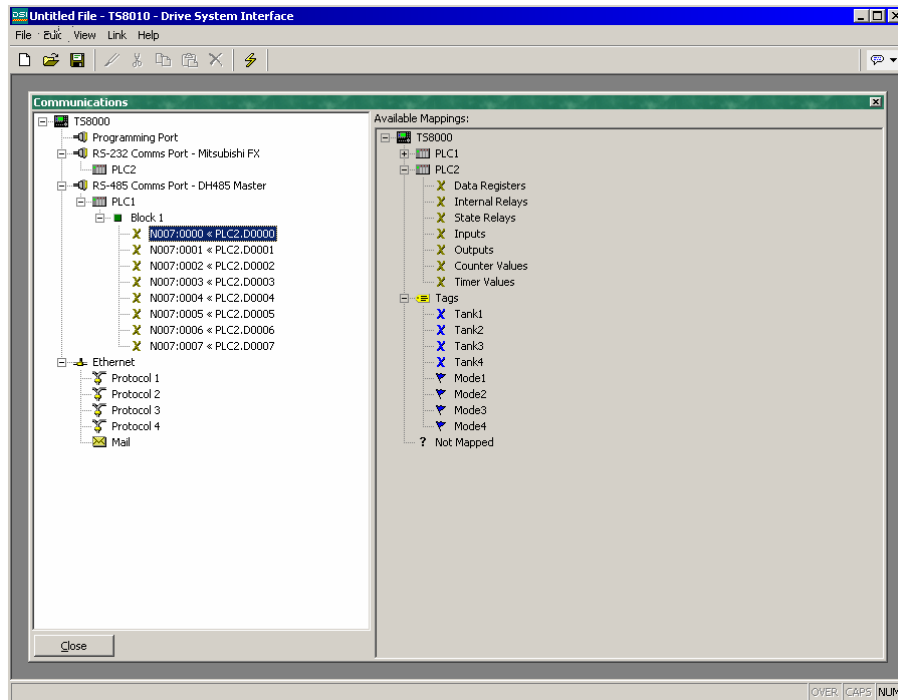 Untitled File - TS8010 - Drive System Interface
File Edit View Link Help
Communications
TS8000
Programming Port
RS-232 Comms Port - Mitsubishi FX
PLC2
RS-485 Comms Port - DH485 Master
PLC1
Block 1
N007:0000 « PLC2.D0000
N007:0001 « PLC2.D0001
N007:0002 « PLC2.D0002
N007:0003 « PLC2.D0003
N007:0004 « PLC2.D0004
N007:0005 « PLC2.D0005
N007:0006 « PLC2.D0006
N007:0007 « PLC2.D0007
Ethernet
Protocol 1
Protocol 2
Protocol 3
Protocol 4
Mail
Close
Available Mappings:
TS8000
PLC1
PLC2
Data Registers
Internal Relays
State Relays
Inputs
Outputs
Counter Values
Timer Values
Tags
Tank1
Tank2
Tank3
Tank4
Mode1
Mode2
Mode3
Mode4
? Not Mapped
OVER CAPS NUM